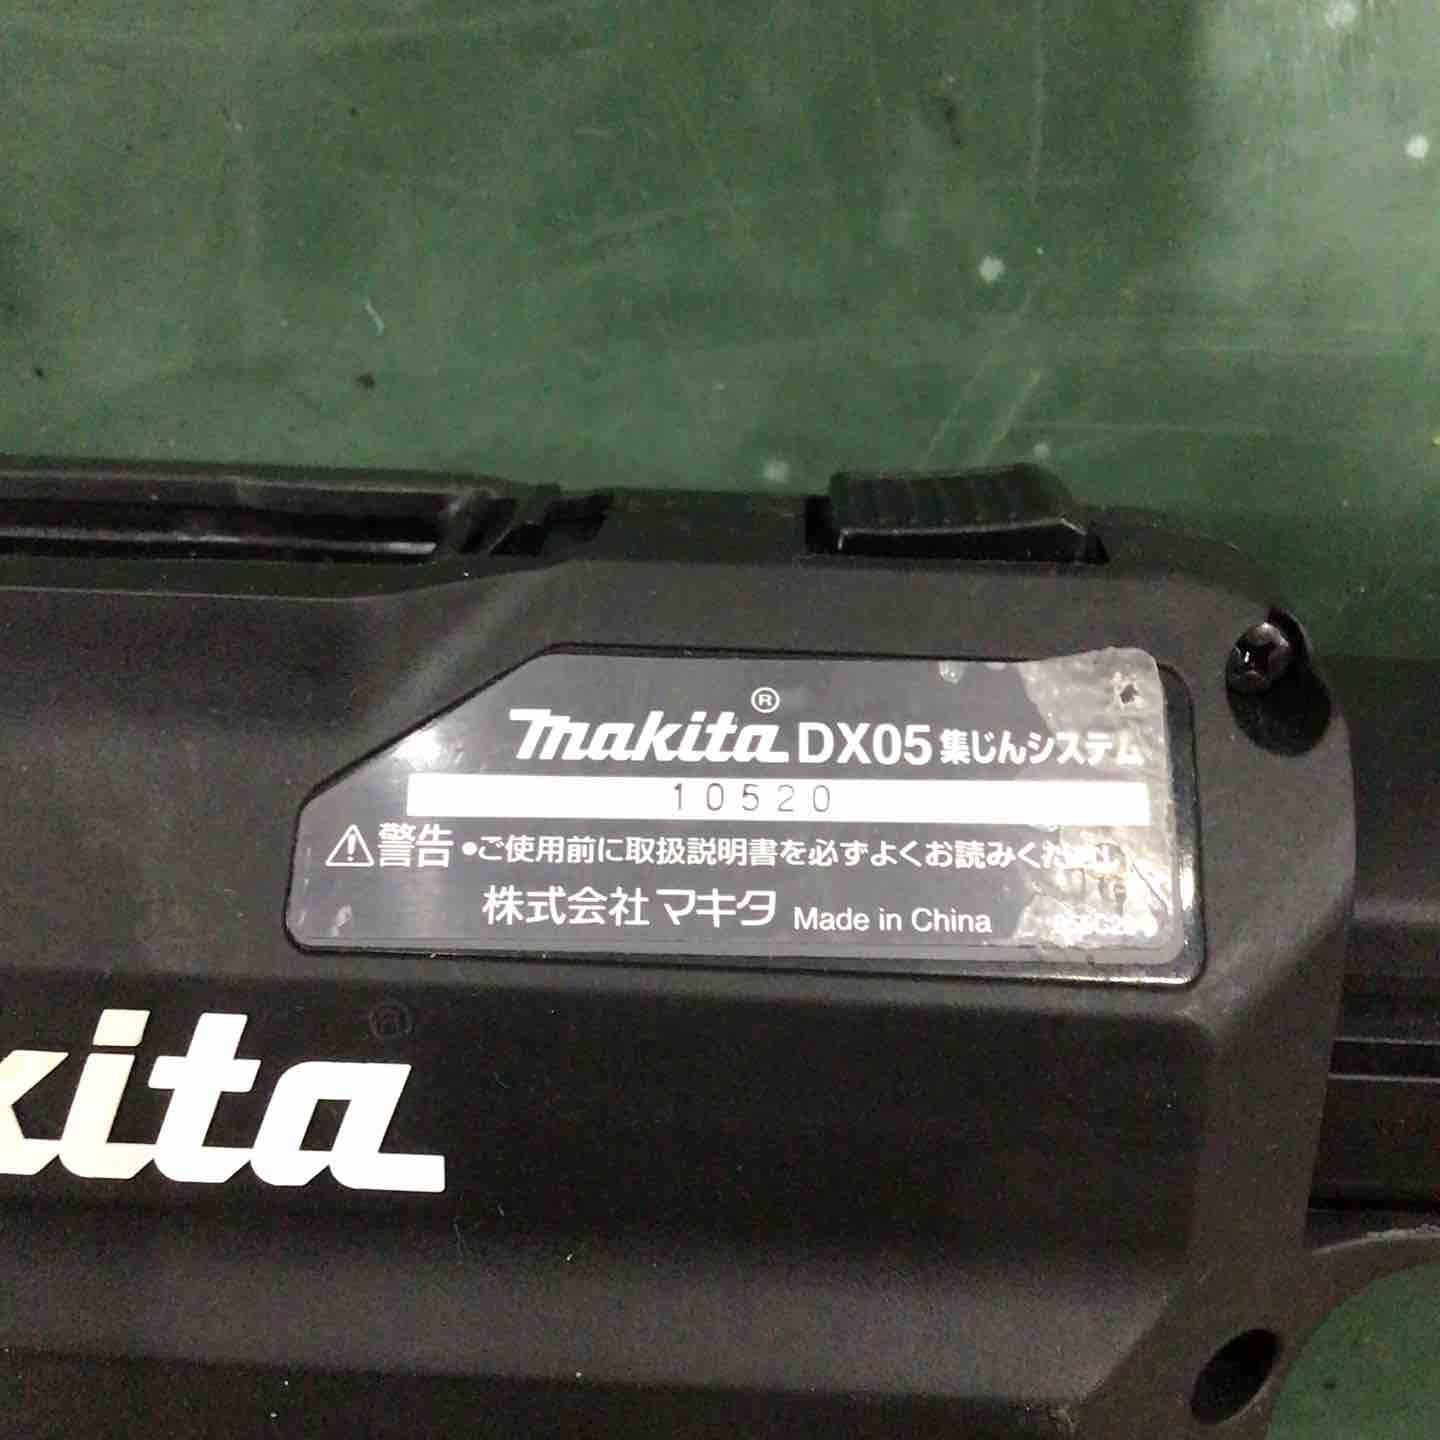 makita® DX05 集じんシステム
10520
⚠警告 •ご使用前に取扱説明書を必ずよくお読みください
株式会社マキタ Made in China
kita®